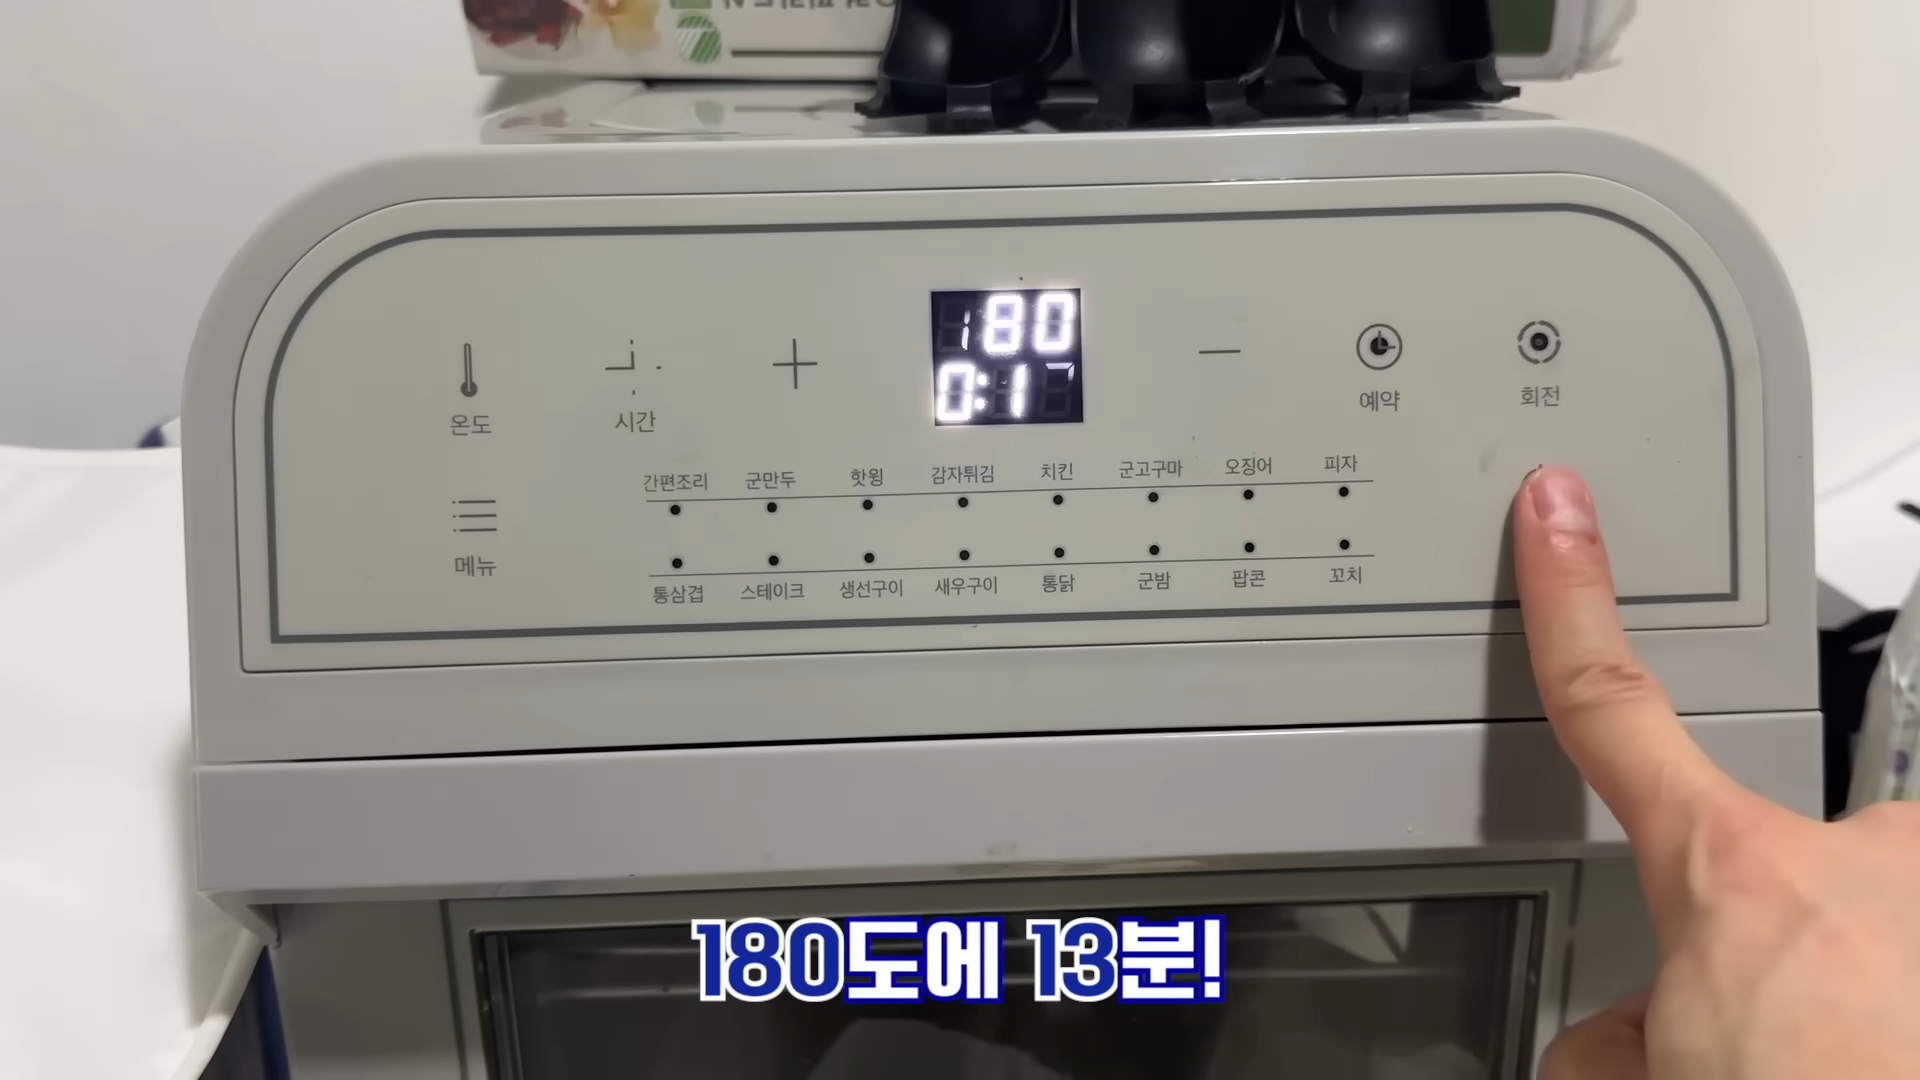 180
0:1
온도
시간
예약
회전
간편조리 군만두 핫윙 감자튀김 치킨 군고구마 오징어 피자
메뉴
통삼겹 스테이크 생선구이 새우구이 통닭 군밤 팝콘 꼬치
180도에 13분!